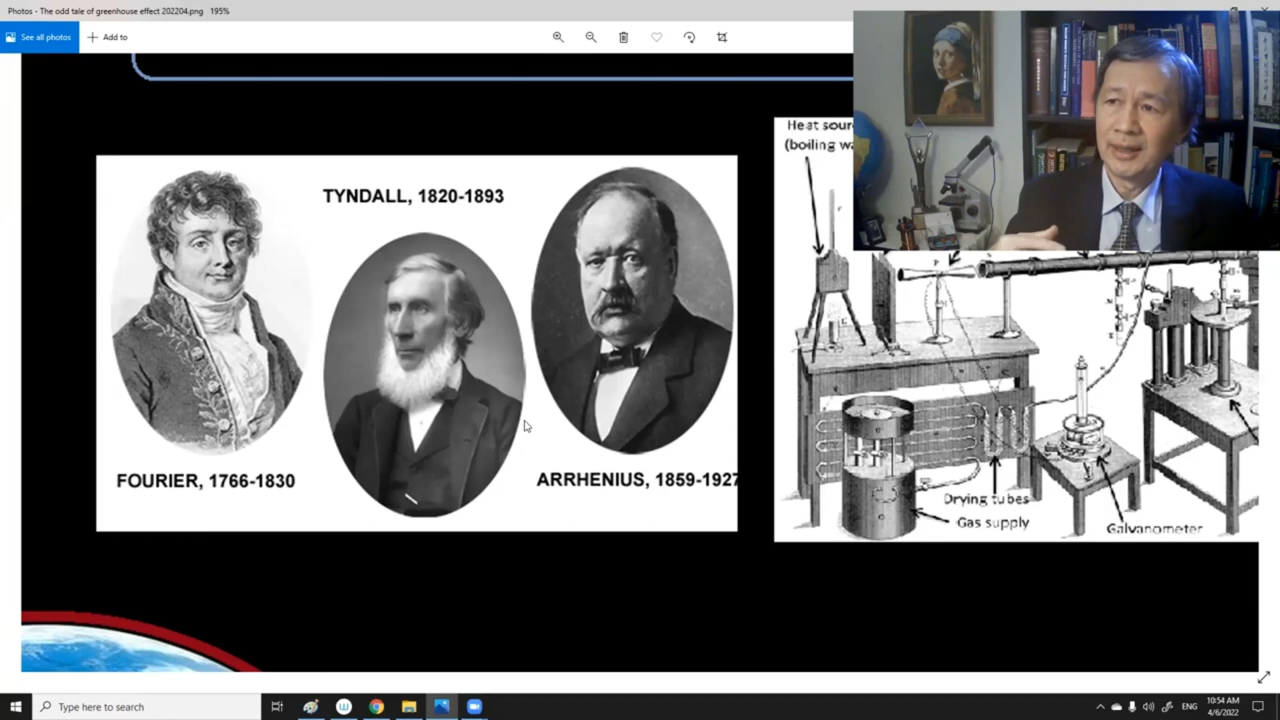 Photos - The odd tale of greenhouse effect 202204.png 195%
See all photos
Add to
TYNDALL, 1820-1893
FOURIER, 1766-1830
ARRHENIUS, 1859-1927
Heat sour
(boiling wa
Drying tubes
Gas supply
Galvanometer
Type here to search
ENG
10:54 AM
4/6/2022